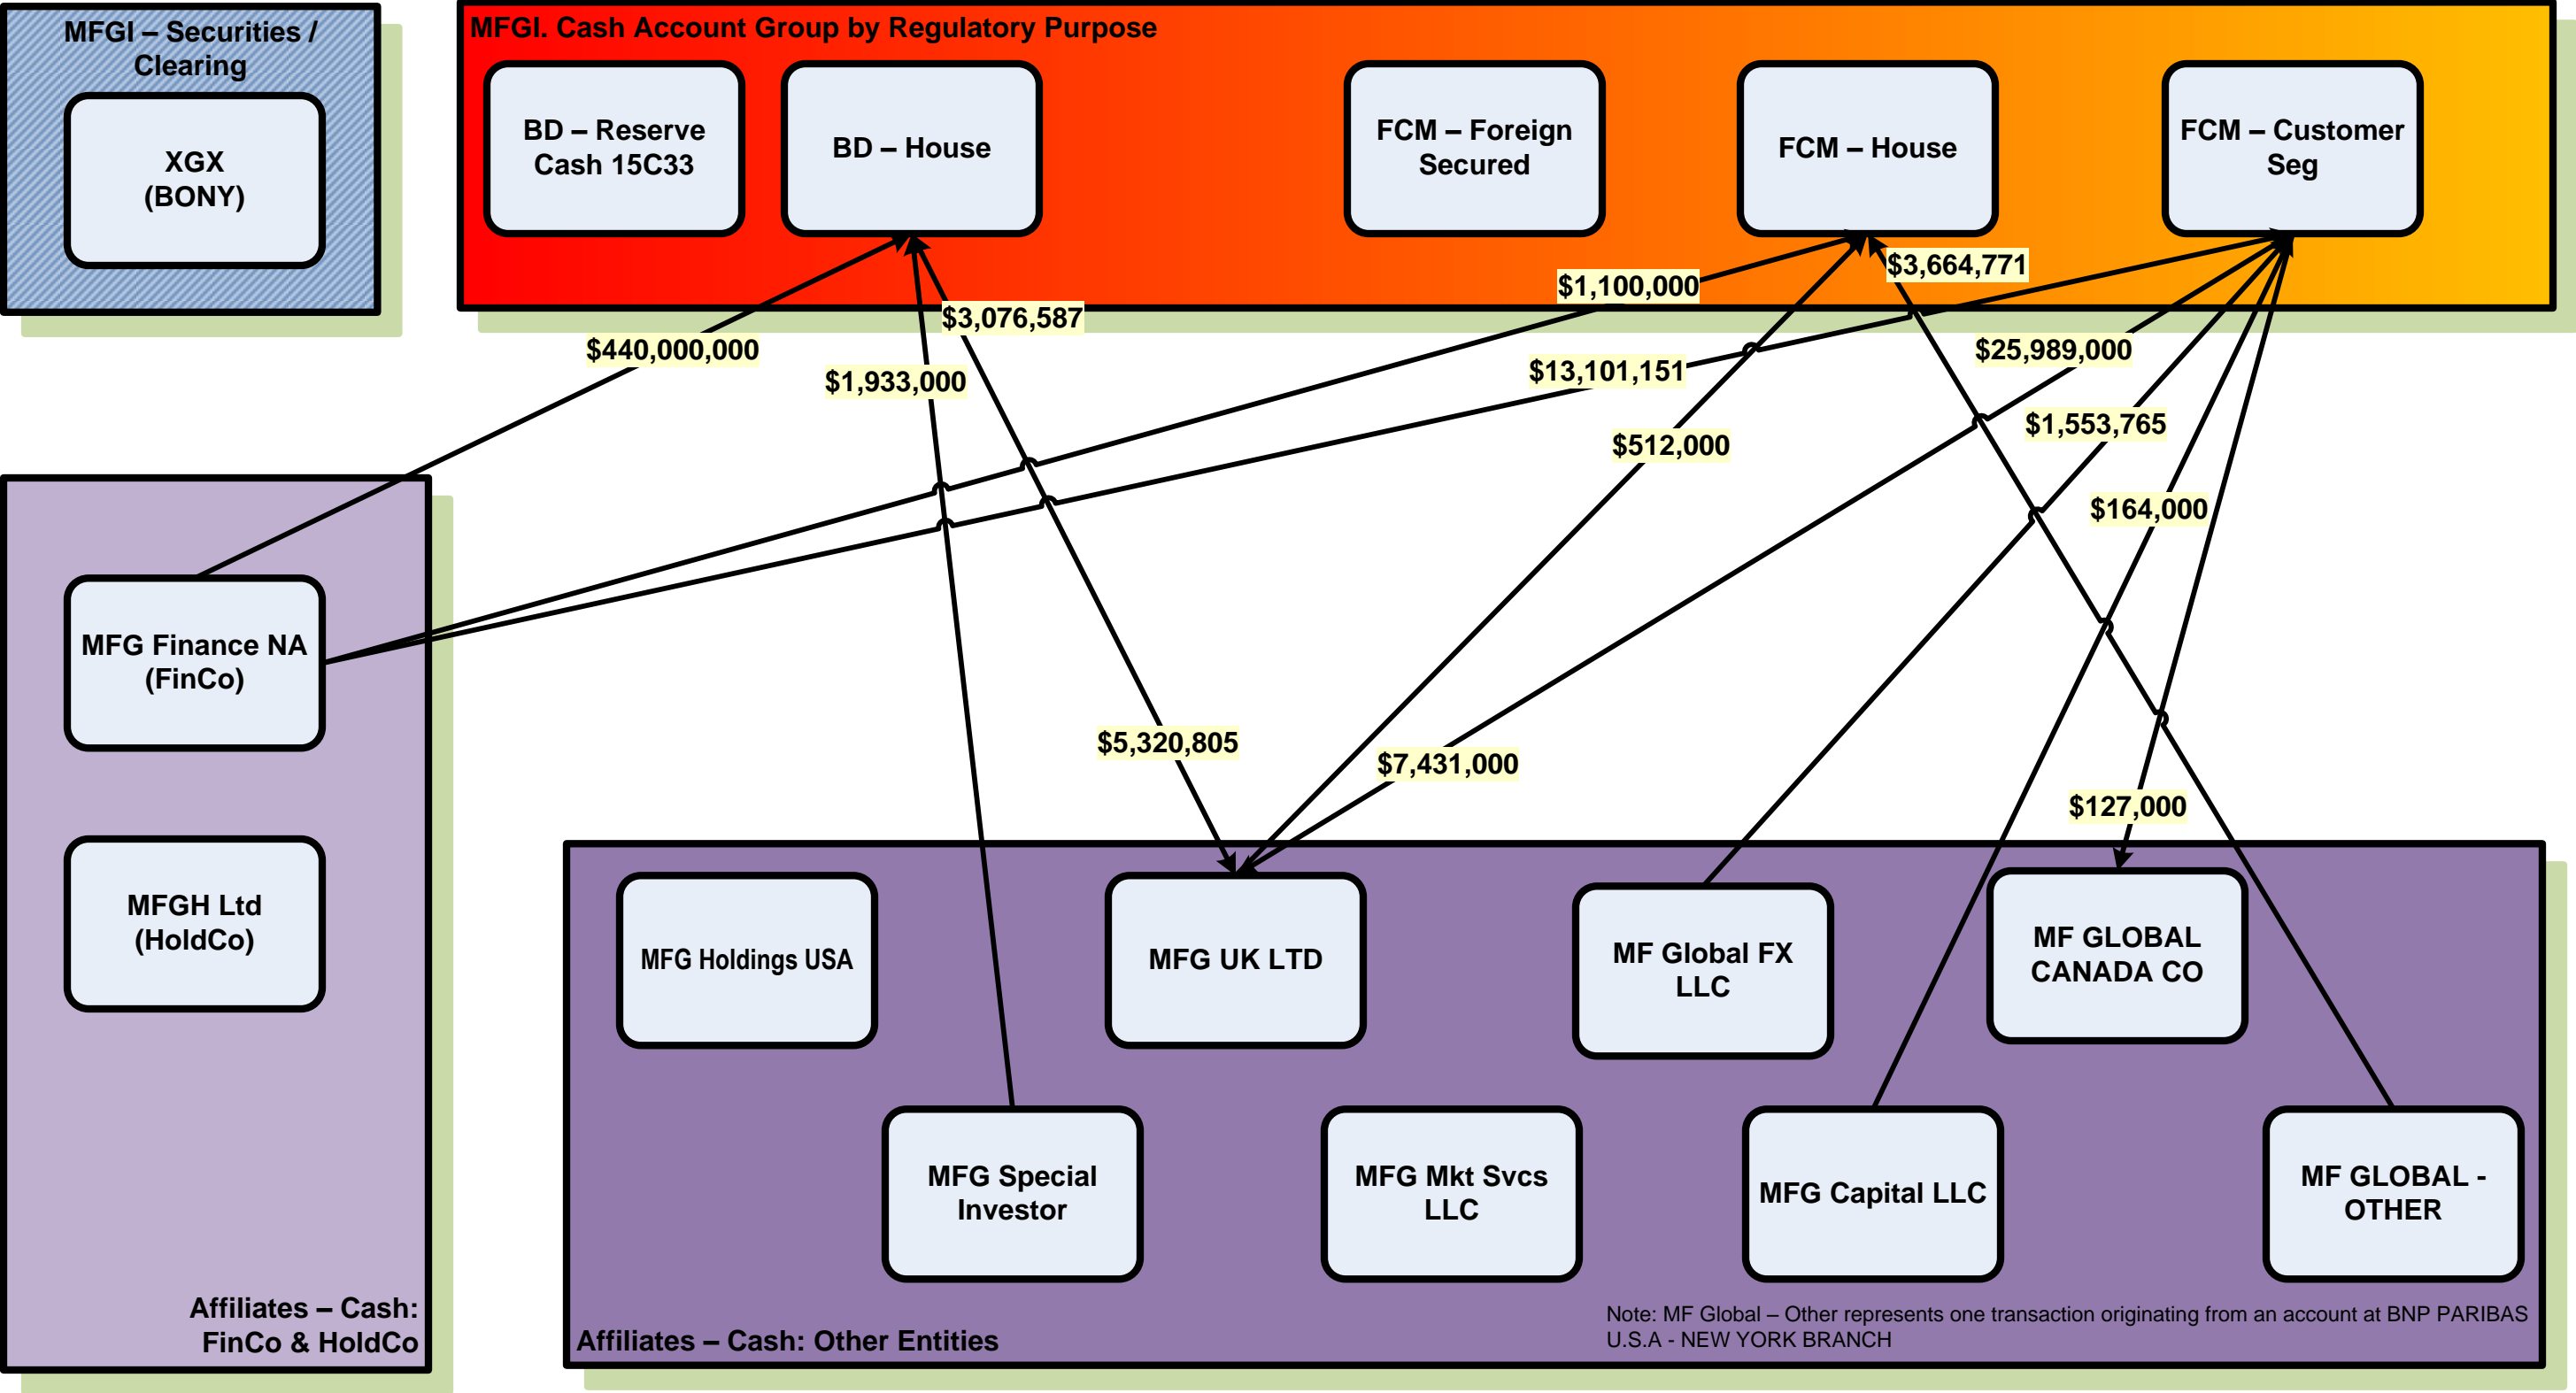 MFGI – Securities /
Clearing
XGX
(BONY)
MFGI. Cash Account Group by Regulatory Purpose
BD – Reserve
Cash 15C33
BD – House
FCM – Foreign
Secured
FCM – House
FCM – Customer
Seg
$3,664,771
$1,100,000
$3,076,587
$440,000,000
$25,989,000
$13,101,151
$1,933,000
$1,553,765
$512,000
$164,000
MFG Finance NA
(FinCo)
$5,320,805
$7,431,000
$127,000
MFGH Ltd
(HoldCo)
Affiliates – Cash:
FinCo & HoldCo
MFG Holdings USA
MFG UK LTD
MF Global FX
LLC
MF GLOBAL
CANADA CO
MFG Special
Investor
MFG Mkt Svcs
LLC
MFG Capital LLC
MF GLOBAL -
OTHER
Affiliates – Cash: Other Entities
Note: MF Global – Other represents one transaction originating from an account at BNP PARIBAS
U.S.A - NEW YORK BRANCH